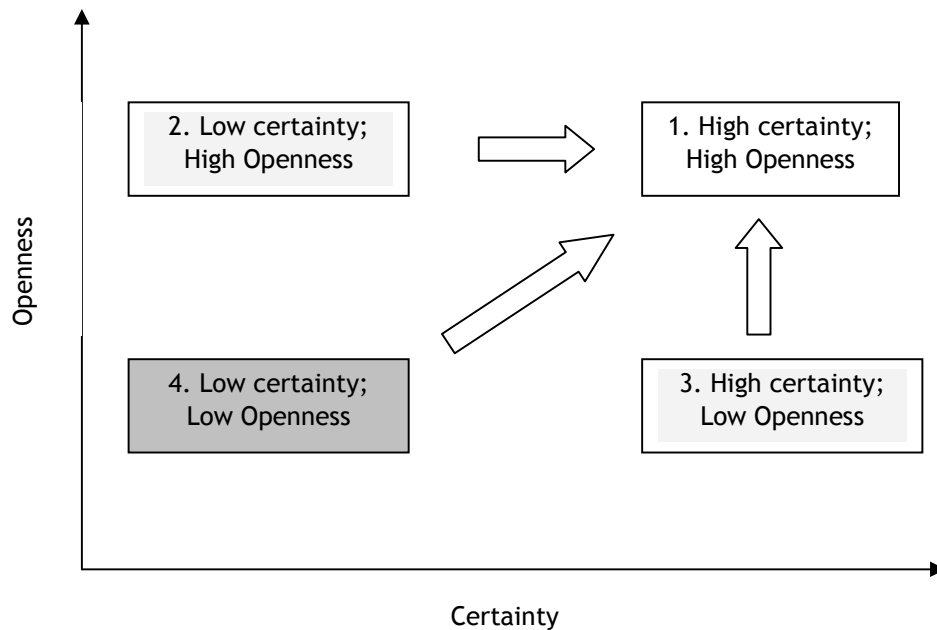 2. Low certainty;
High Openness
1. High certainty;
High Openness
Openness
4. Low certainty;
Low Openness
3. High certainty;
Low Openness
Certainty